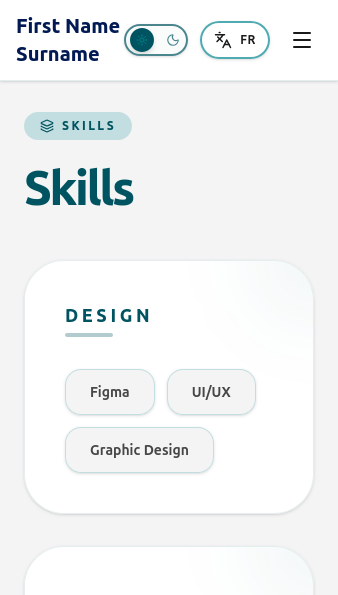 First Name
Surname
FR
SKILLS
Skills
DESIGN
Figma
UI/UX
Graphic Design